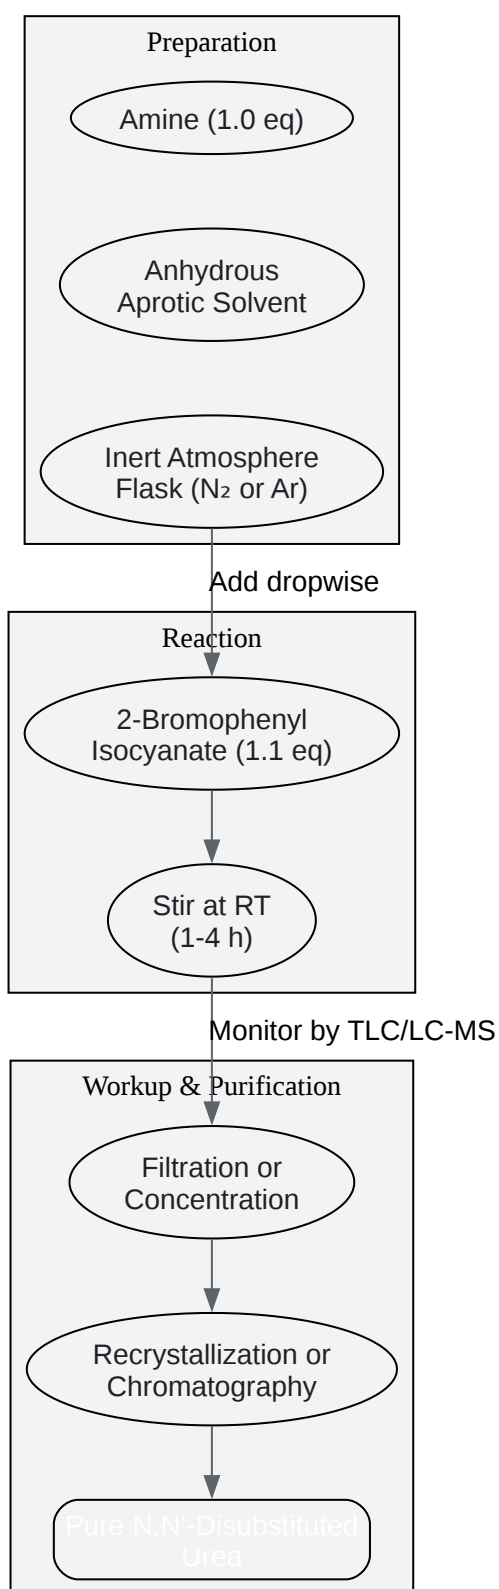 Preparation
Amine (1.0 eq)
Anhydrous
Aprotic Solvent
Inert Atmosphere
Flask (N₂ or Ar)
Add dropwise
Reaction
2-Bromophenyl
Isocyanate (1.1 eq)
Stir at RT
(1-4 h)
Monitor by TLC/LC-MS
Workup & Purification
Filtration or
Concentration
Recrystallization or
Chromatography
Pure N,N'-Disubstituted
Urea